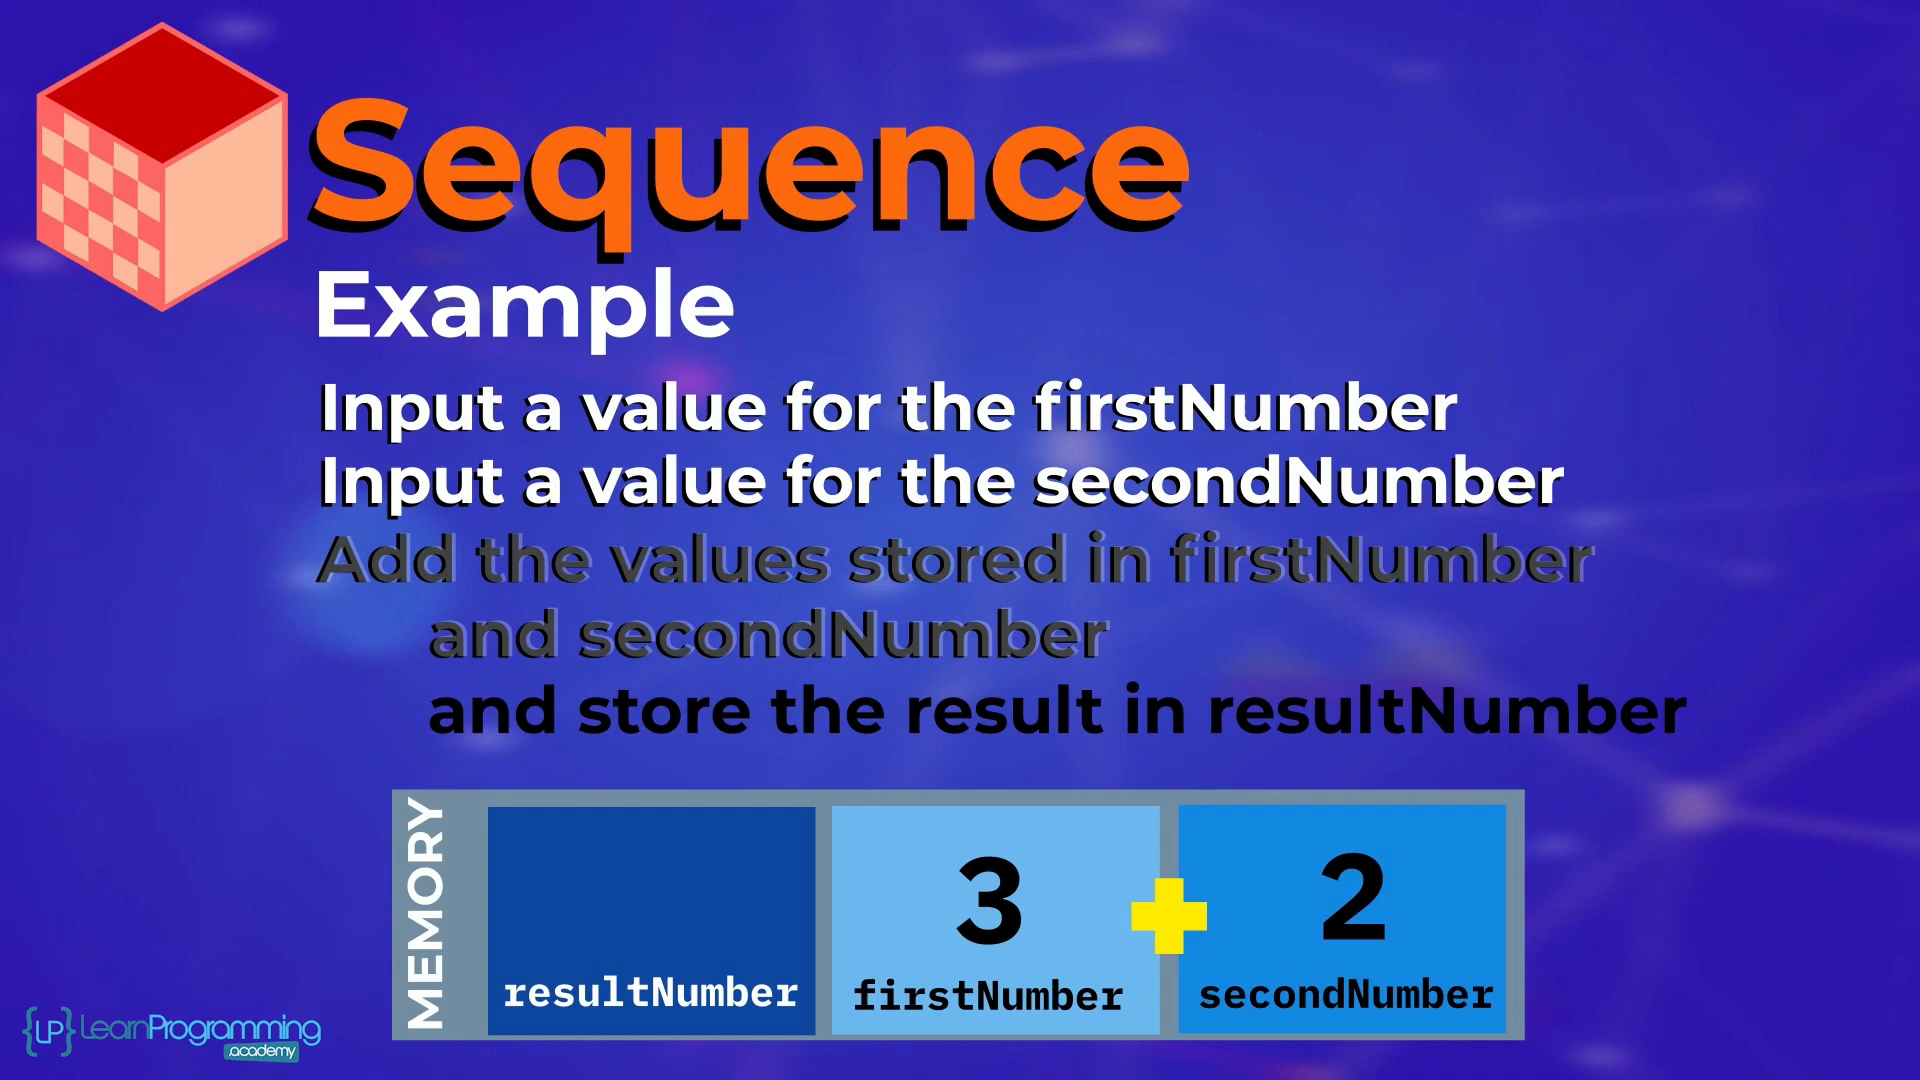 Sequence
Example
Input a value for the firstNumber
Input a value for the secondNumber
Add the values stored in firstNumber
and secondNumber
and store the result in resultNumber
MEMORY
3
2
resultNumber
firstNumber
secondNumber
{LP} LearnProgramming
.academy